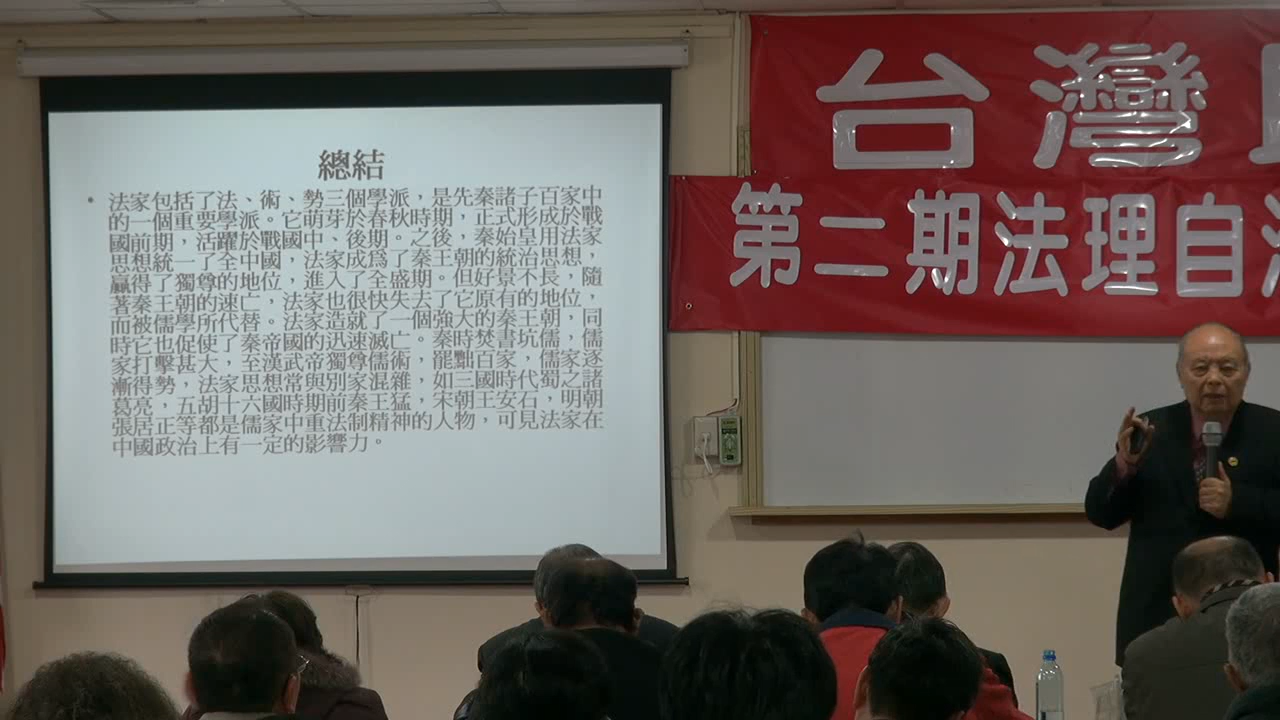 總結
• 法家包括了法、術、勢三個學派，是先秦諸子百家中
的一個重要學派。它萌芽於春秋時期，正式形成於戰
國前期，活躍於戰國中、後期。之後，秦始皇用法家
思想統一了全中國，法家成爲了秦王朝的統治思想，
贏得了獨尊的地位，進入了全盛期。但好景不長，隨
著秦王朝的速亡，法家也很快失去了它原有的地位，
而被儒學所代替。法家造就了一個強大的秦王朝，同
時它也促使了秦帝國的迅速滅亡。秦時焚書坑儒，儒
家打擊甚大，至漢武帝獨尊儒術，罷黜百家，儒家逐
漸得勢，法家思想常與別家混雜，如三國時代蜀之諸
葛亮，五胡十六國時期前秦王猛，宋朝王安石，明朝
張居正等都是儒家中重法制精神的人物，可見法家在
中國政治上有一定的影響力。
台灣
第二期法理自